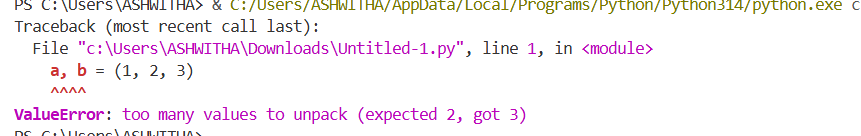 PS C:\Users\ASHWITHA> & C:/Users/ASHWITHA/AppData/Local/Programs/Python/Python314/python.exe c
Traceback (most recent call last):
  File "c:\Users\ASHWITHA\Downloads\Untitled-1.py", line 1, in <module>
    a, b = (1, 2, 3)
    ^^^^
ValueError: too many values to unpack (expected 2, got 3)
PS C:\Users\ASHWITHA>